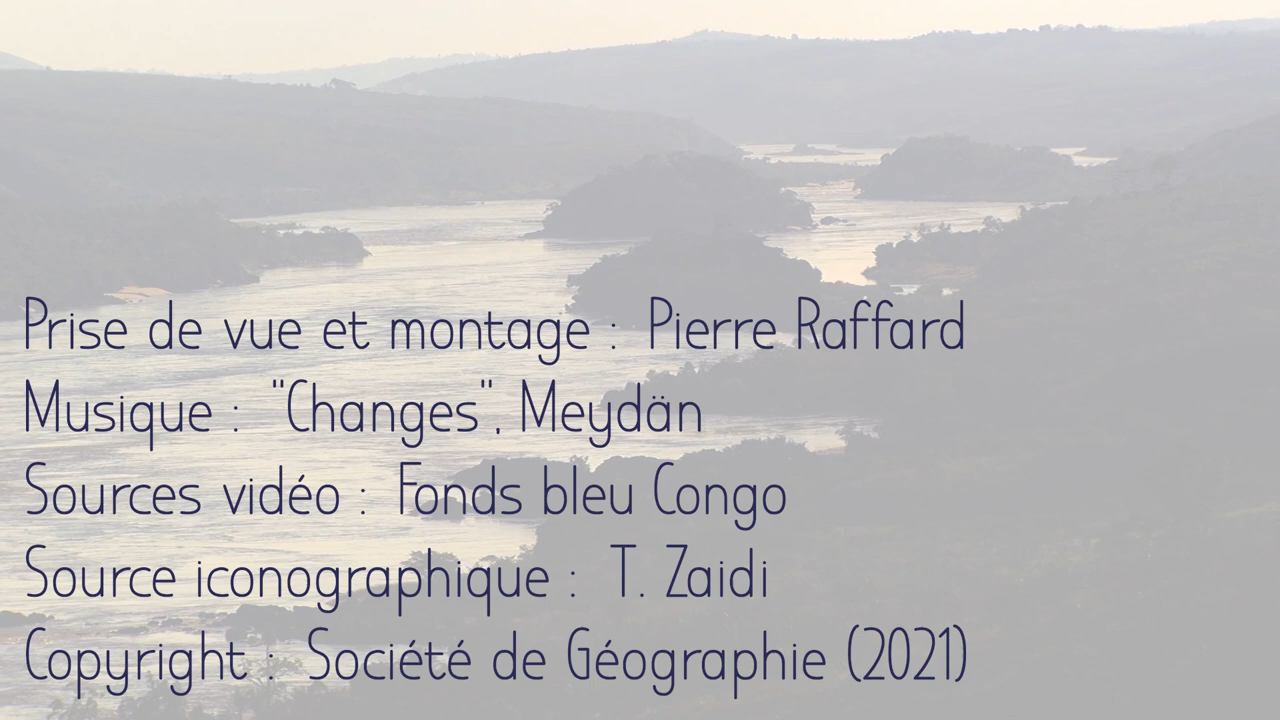 Prise de vue et montage : Pierre Raffard
Musique : "Changes", Meydän
Sources vidéo : Fonds bleu Congo
Source iconographique : T. Zaidi
Copyright : Société de Géographie (2021)